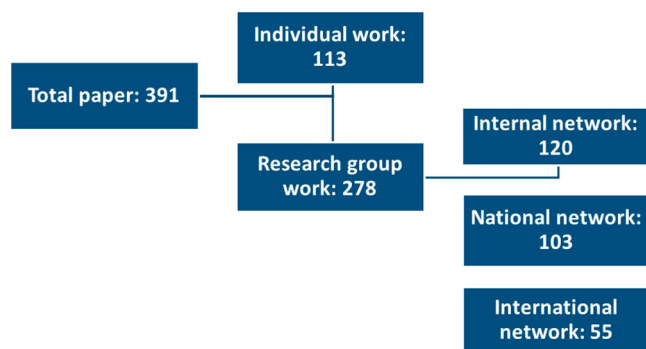 Individual work:
113
Total paper: 391
Internal network:
120
Research group
work: 278
National network:
103
International
network: 55